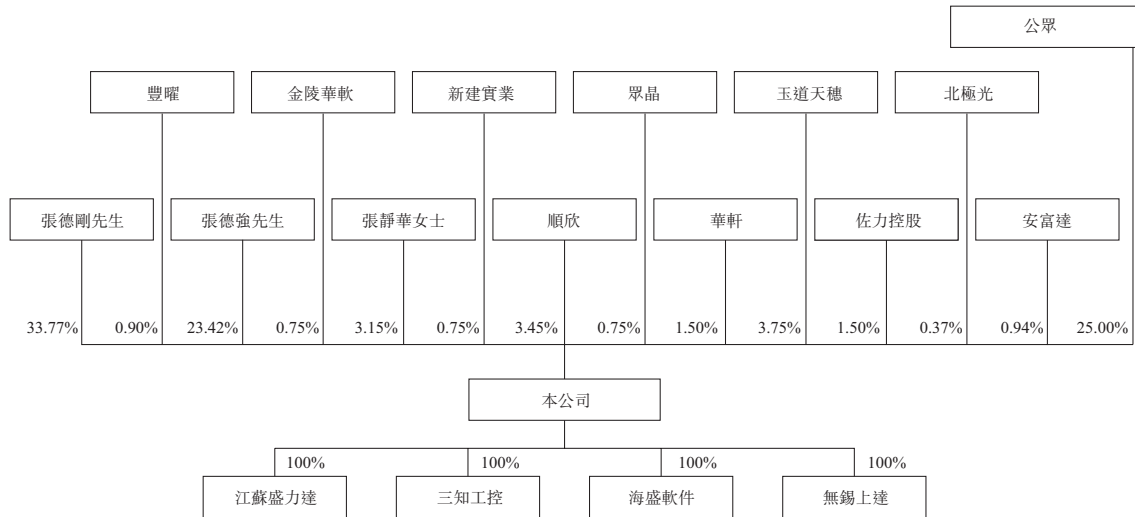 公眾
豐曜 金陵華軟 新建實業 眾晶 玉道天穗 北極光
張德剛先生 張德強先生 張靜華女士 順欣 華軒 佐力控股 安富達
33.77% 0.90% 23.42% 0.75% 3.15% 0.75% 3.45% 0.75% 1.50% 3.75% 1.50% 0.37% 0.94% 25.00%
本公司
100% 100% 100% 100%
江蘇盛力達 三知工控 海盛軟件 無錫上達